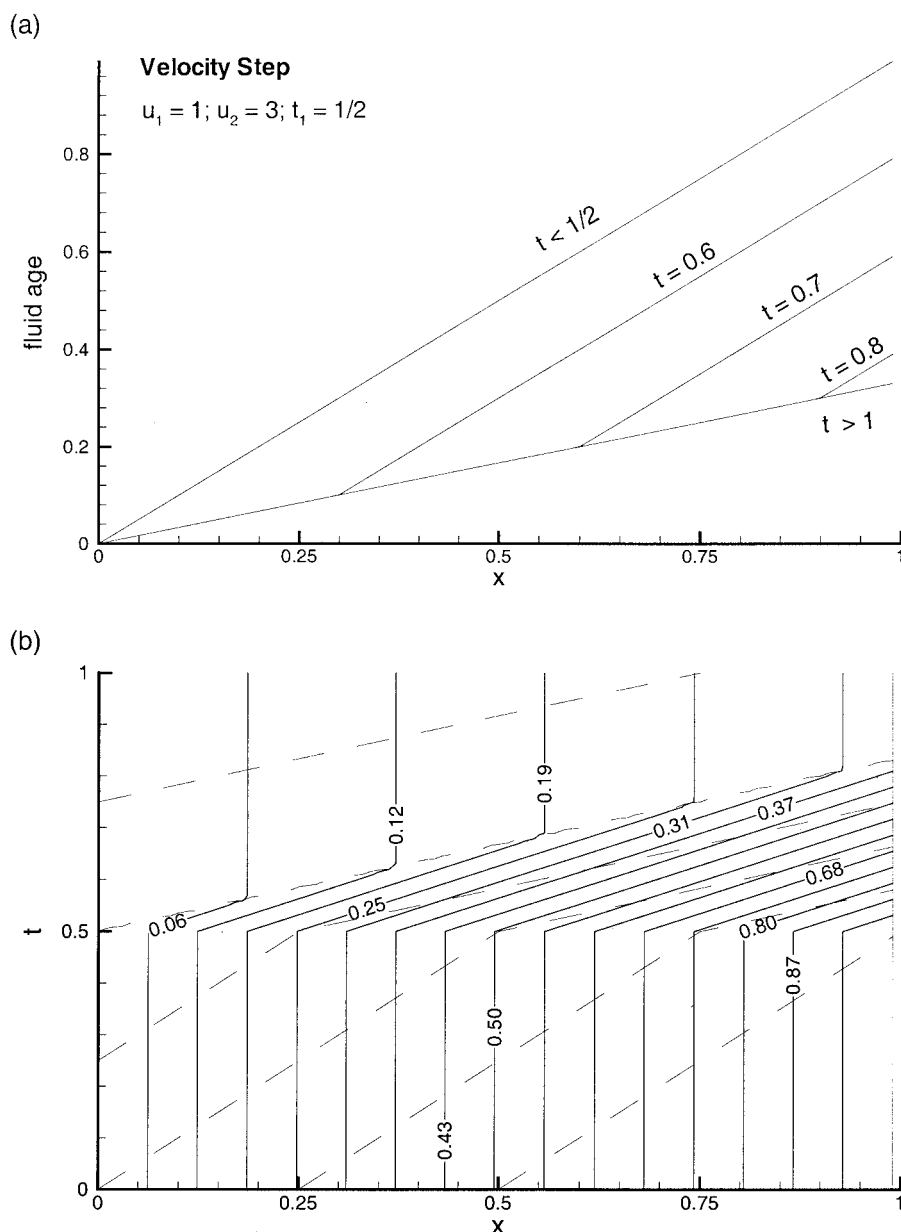 (a)
Velocity Step
u₁ = 1; u₂ = 3; t₁ = 1/2
0.8
0.6
0.4
0.2
0
fluid age
t < 1/2
t = 0.6
t = 0.7
t = 0.8
t > 1
0
0.25
0.5
0.75
1
x
(b)
1
0.5
0
t
0.19
0.12
0.37
0.31
0.25
0.06
0.68
0.80
0.87
0.50
0.43
0
0.25
0.5
0.75
1
x